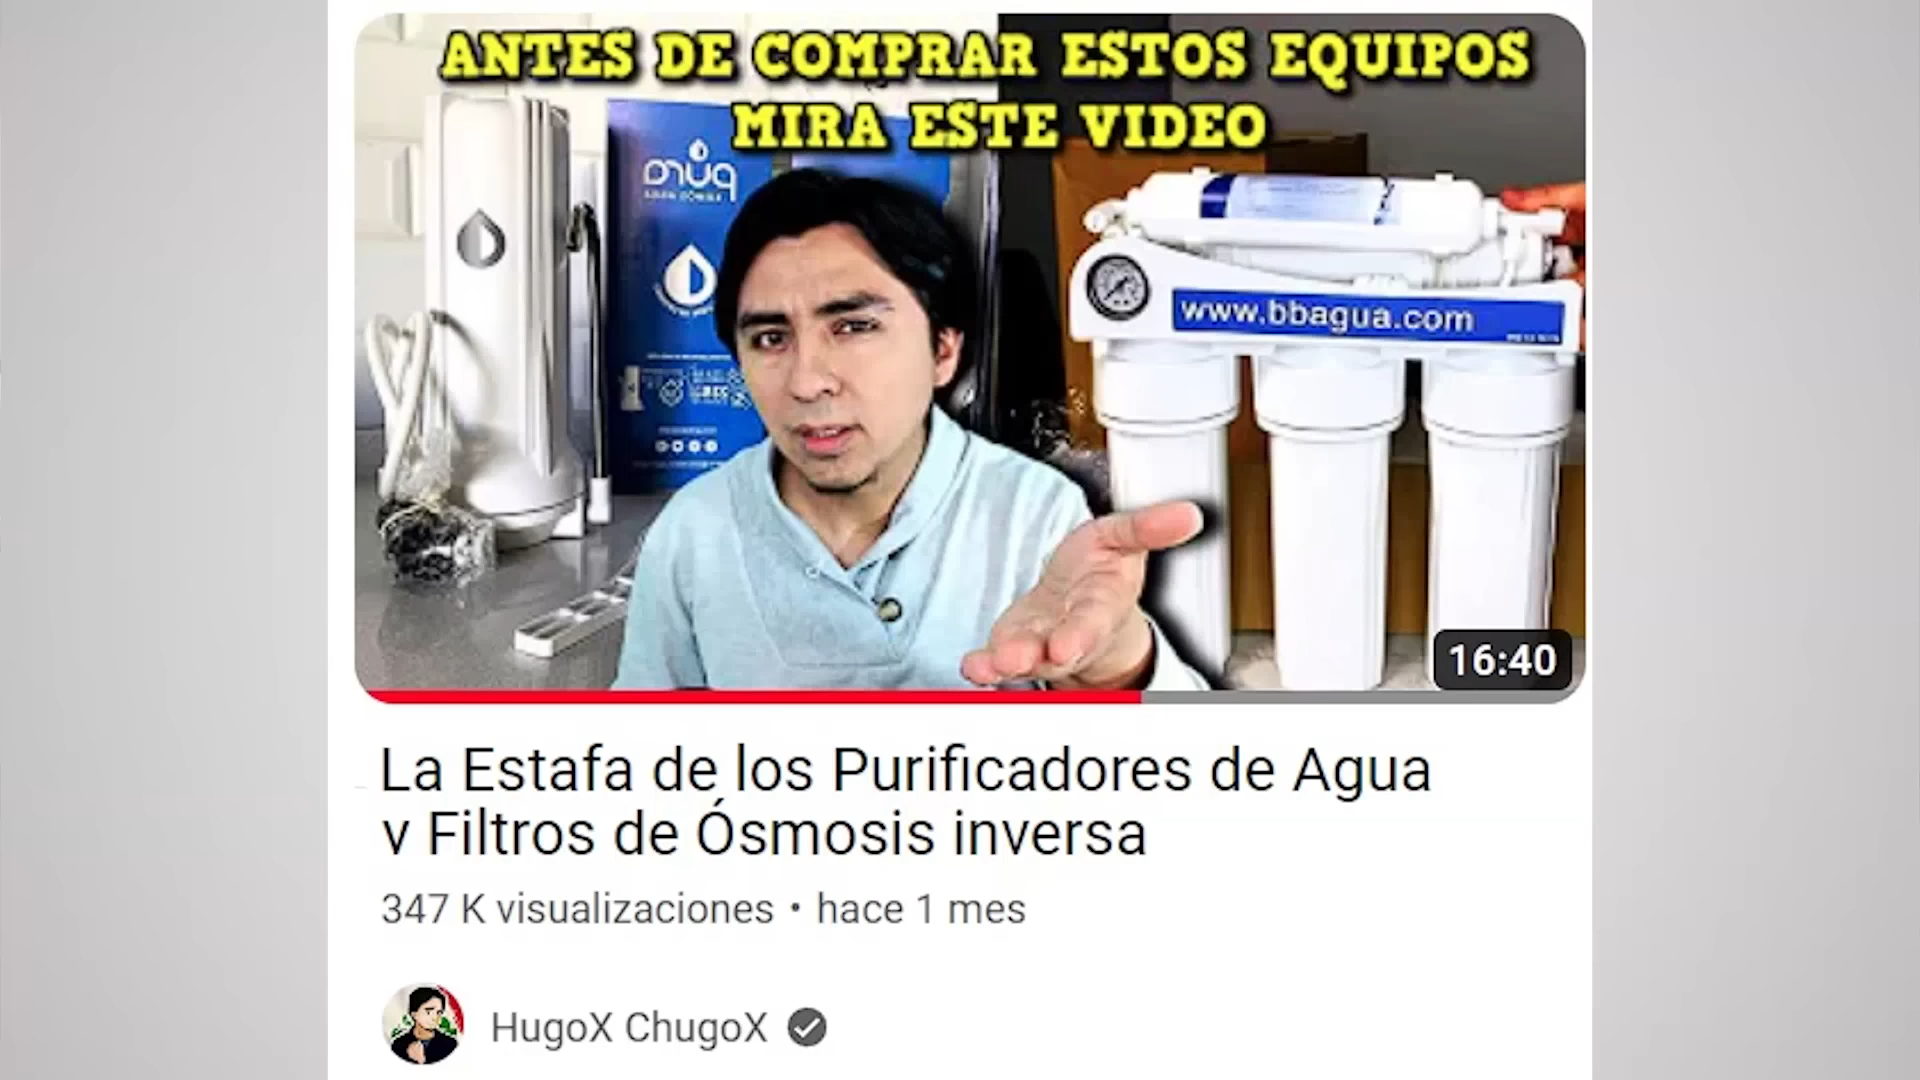 ANTES DE COMPRAR ESTOS EQUIPOS
MIRA ESTE VIDEO
www.bbagua.com
16:40
La Estafa de los Purificadores de Agua
y Filtros de Ósmosis inversa
347 K visualizaciones • hace 1 mes
HugoX ChugoX